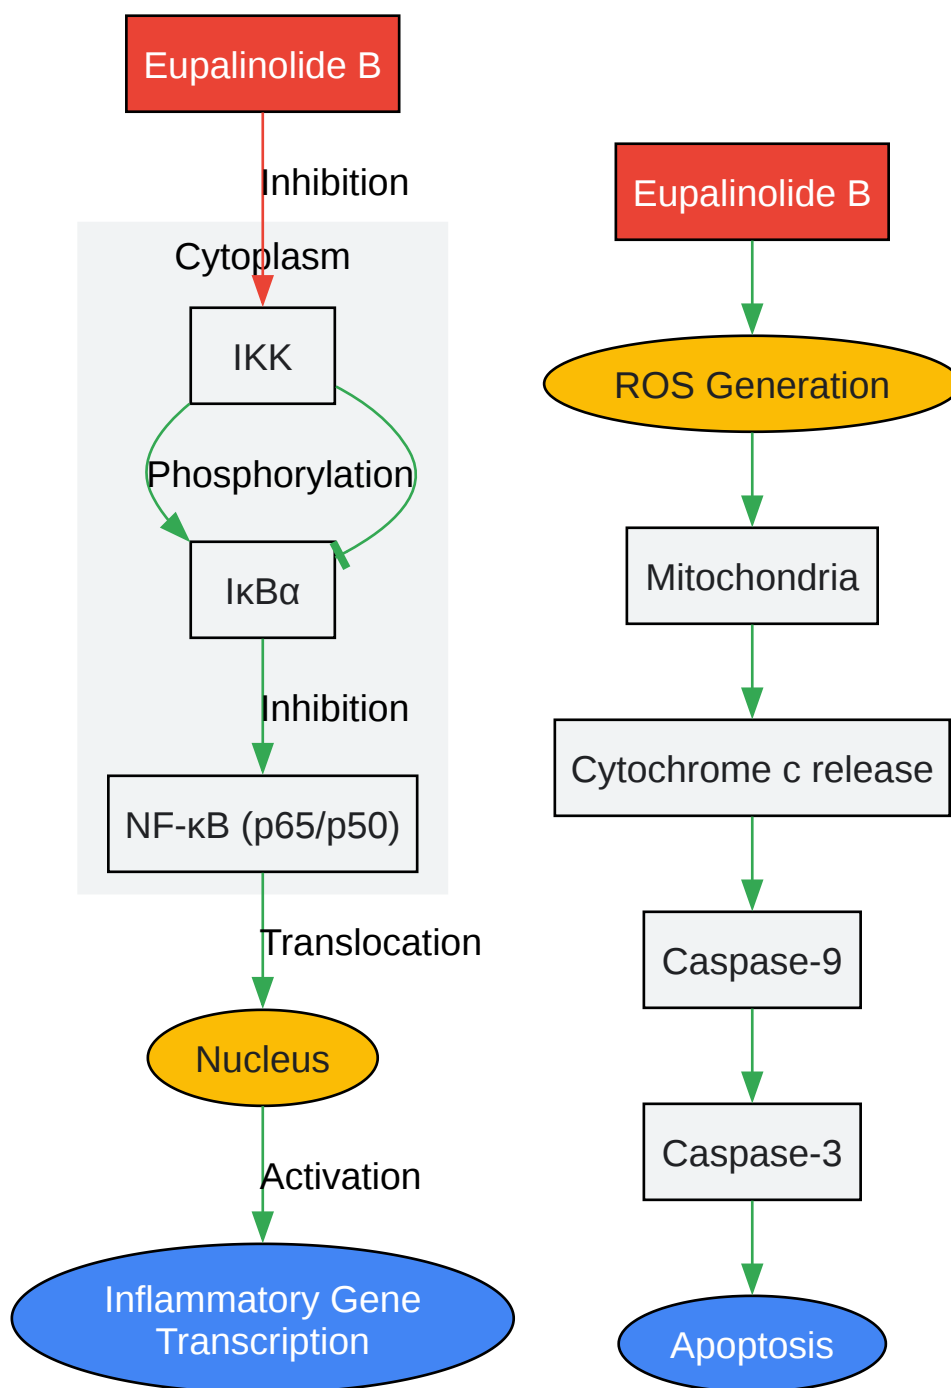 Eupalinolide B
Inhibition
Cytoplasm
IKK
Phosphorylation
IκBα
Inhibition
NF-κB (p65/p50)
Translocation
Nucleus
Activation
Inflammatory Gene
Transcription
Eupalinolide B
ROS Generation
Mitochondria
Cytochrome c release
Caspase-9
Caspase-3
Apoptosis